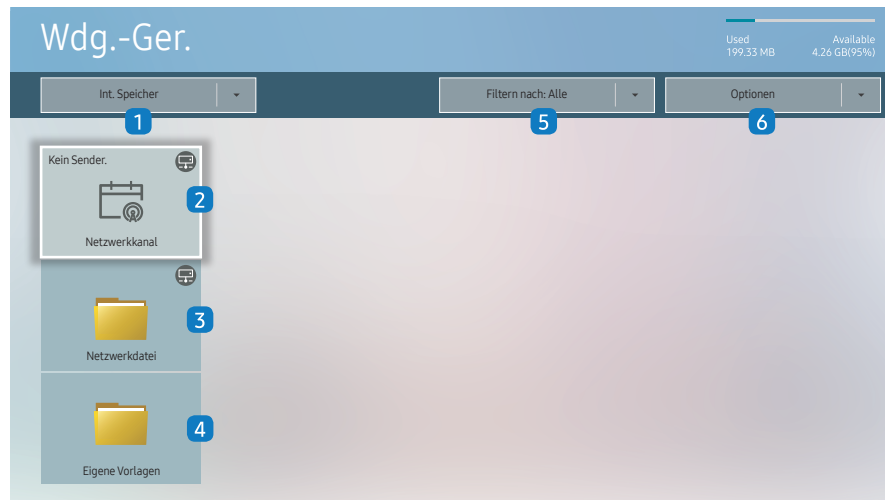 Wdg.-Ger.
Used Available
199.33 MB 4.26 GB(95%)
Int. Speicher
Filtern nach: Alle
Optionen
1
5
6
Kein Sender.
2
Netzwerkkanal
3
Netzwerkdatei
4
Eigene Vorlagen